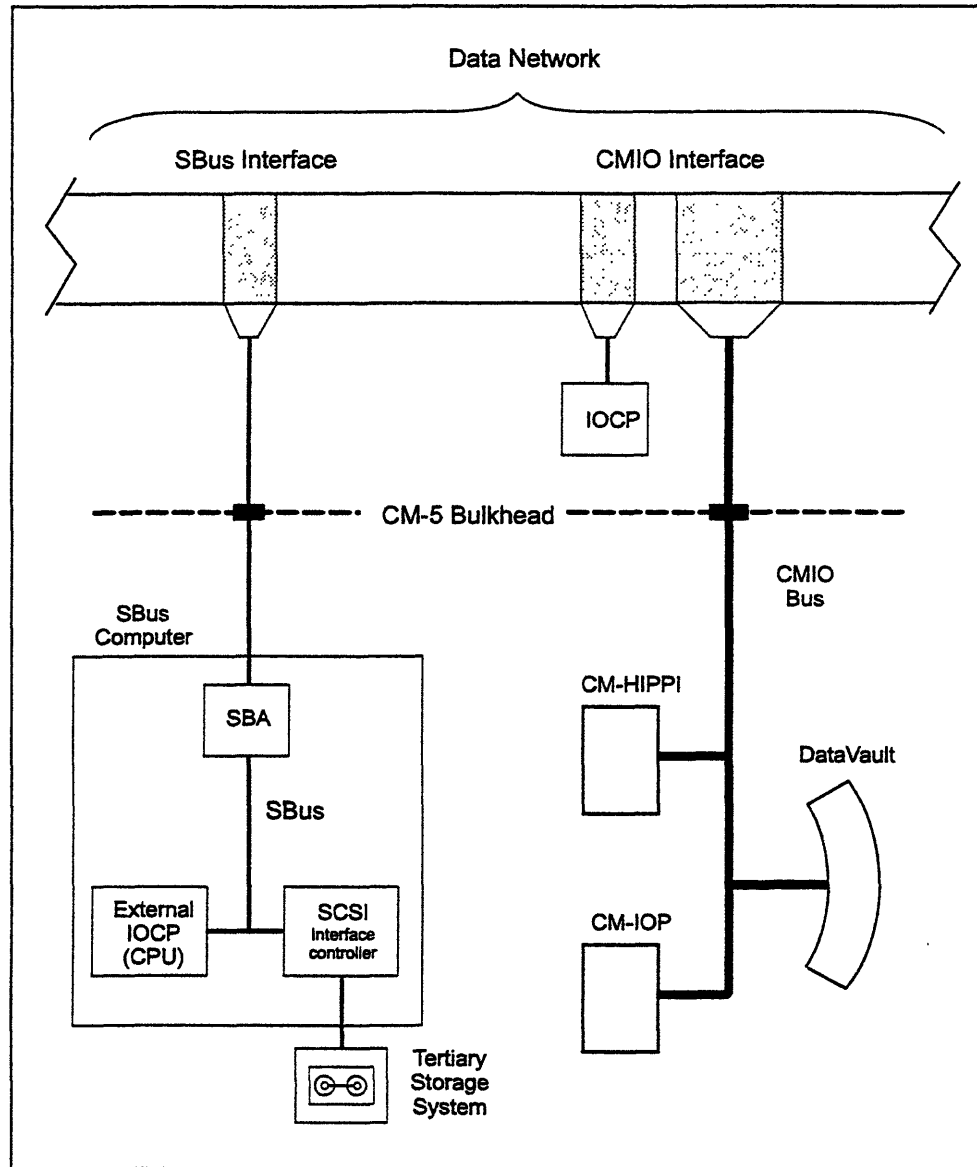 Data Network
SBus Interface
CMIO Interface
IOCP
CM-5 Bulkhead
CMIO
Bus
SBus
Computer
SBA
CM-HIPPI
DataVault
SBus
External
IOCP
(CPU)
SCSI
Interface
controller
CM-IOP
Tertiary
Storage
System